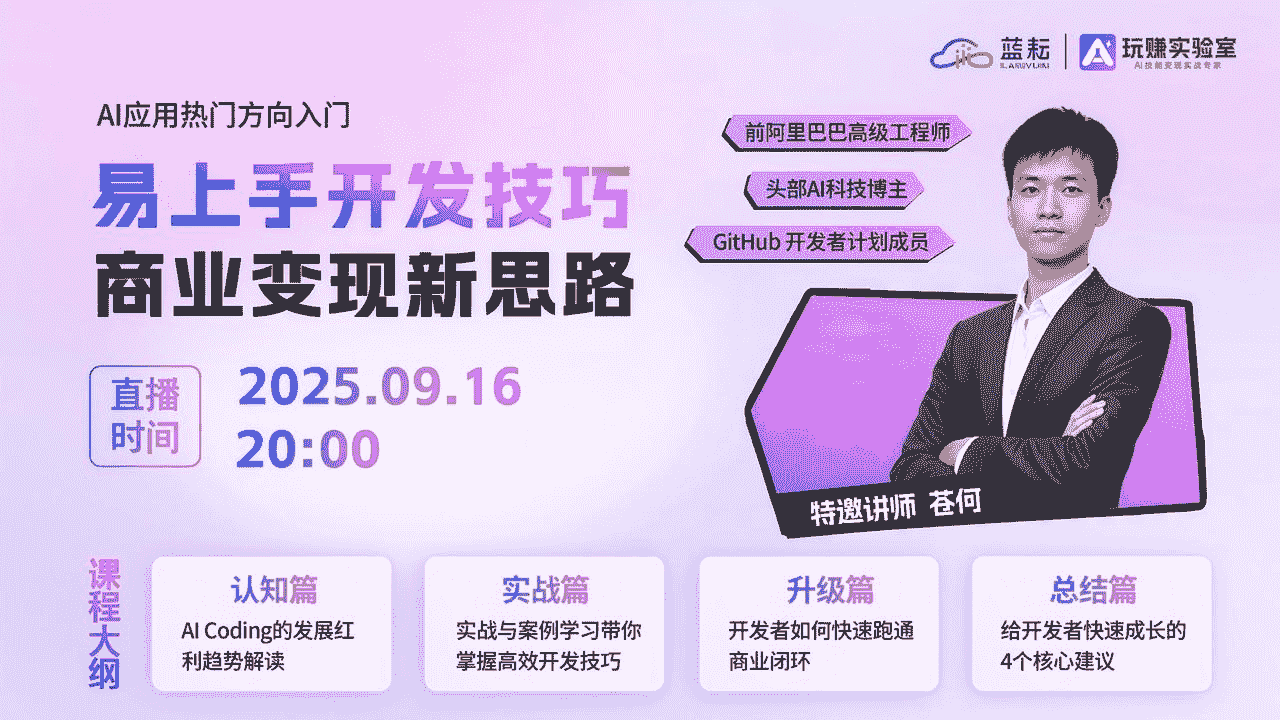 蓝耘
LANYUN
玩赚实验室
AI技能变现实战专家
AI应用热门方向入门
易上手开发技巧
商业变现新思路
直播
时间
2025.09.16
20:00
前阿里巴巴高级工程师
头部AI科技博主
GitHub 开发者计划成员
特邀讲师 苍何
课程大纲
认知篇
AI Coding的发展红
利趋势解读
实战篇
实战与案例学习带你
掌握高效开发技巧
升级篇
开发者如何快速跑通
商业闭环
总结篇
给开发者快速成长的
4个核心建议